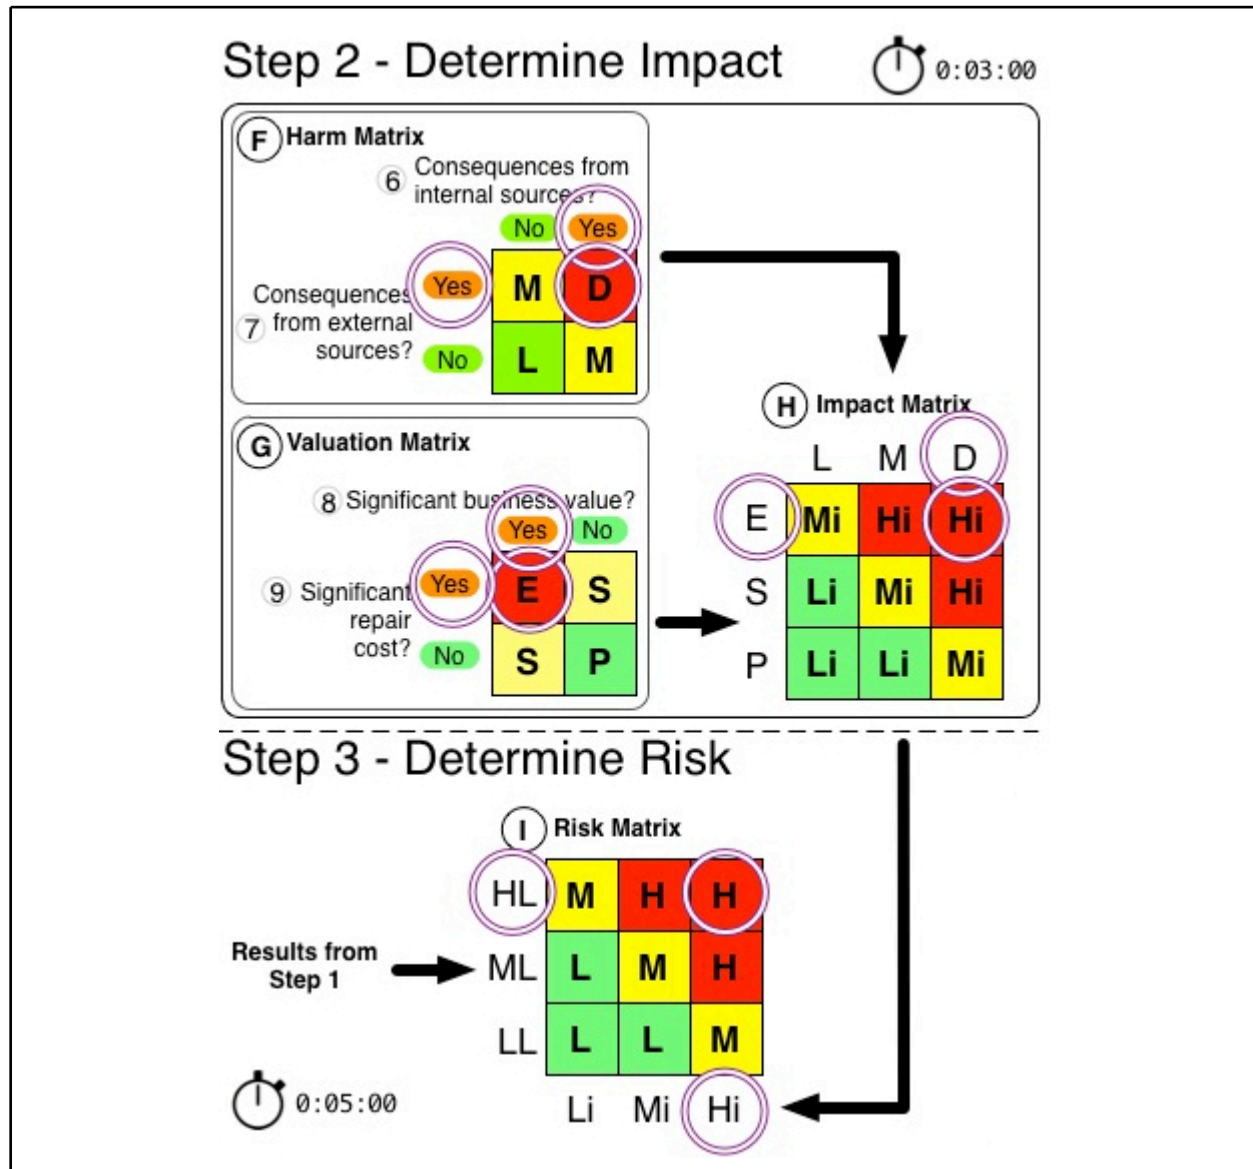 Step 2 - Determine Impact
0:03:00
F Harm Matrix
6 Consequences from
internal sources?
No Yes
Yes M D
Consequences
7 from external
sources?
No L M
H Impact Matrix
L M D
E Mi Hi Hi
S Li Mi Hi
P Li Li Mi
G Valuation Matrix
8 Significant business value?
Yes No
Yes E S
9 Significant
repair
cost?
No S P
Step 3 - Determine Risk
I Risk Matrix
HL M H H
Results from
Step 1
ML L M H
LL L L M
Li Mi Hi
0:05:00